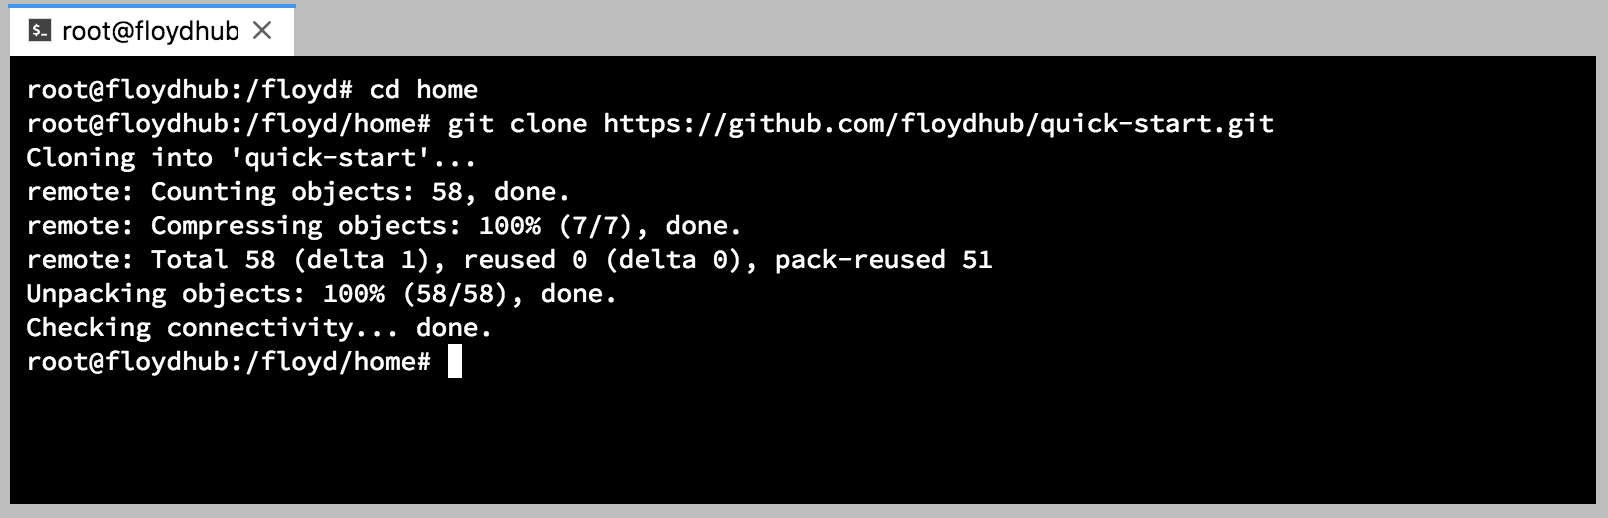 $_ root@floydhub
root@floydhub:/floyd# cd home
root@floydhub:/floyd/home# git clone https://github.com/floydhub/quick-start.git
Cloning into 'quick-start'...
remote: Counting objects: 58, done.
remote: Compressing objects: 100% (7/7), done.
remote: Total 58 (delta 1), reused 0 (delta 0), pack-reused 51
Unpacking objects: 100% (58/58), done.
Checking connectivity... done.
root@floydhub:/floyd/home#